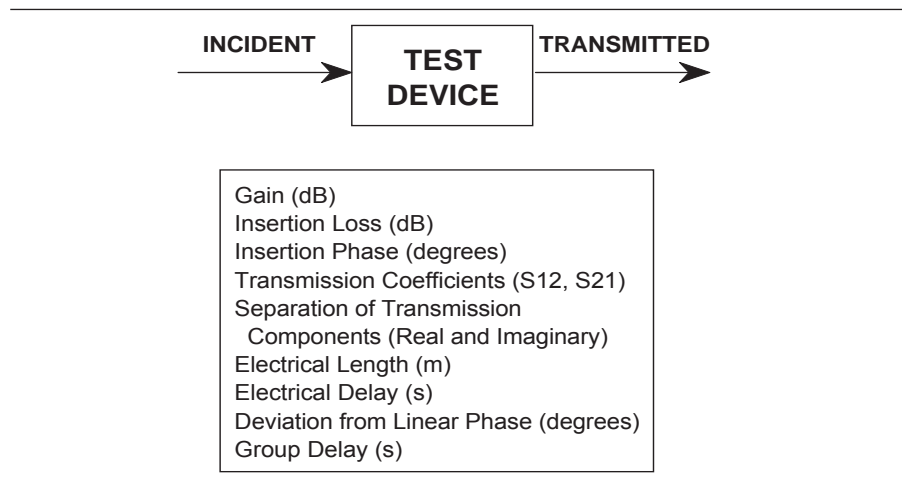 INCIDENT
TEST
DEVICE
TRANSMITTED
Gain (dB)
Insertion Loss (dB)
Insertion Phase (degrees)
Transmission Coefficients (S12, S21)
Separation of Transmission
Components (Real and Imaginary)
Electrical Length (m)
Electrical Delay (s)
Deviation from Linear Phase (degrees)
Group Delay (s)